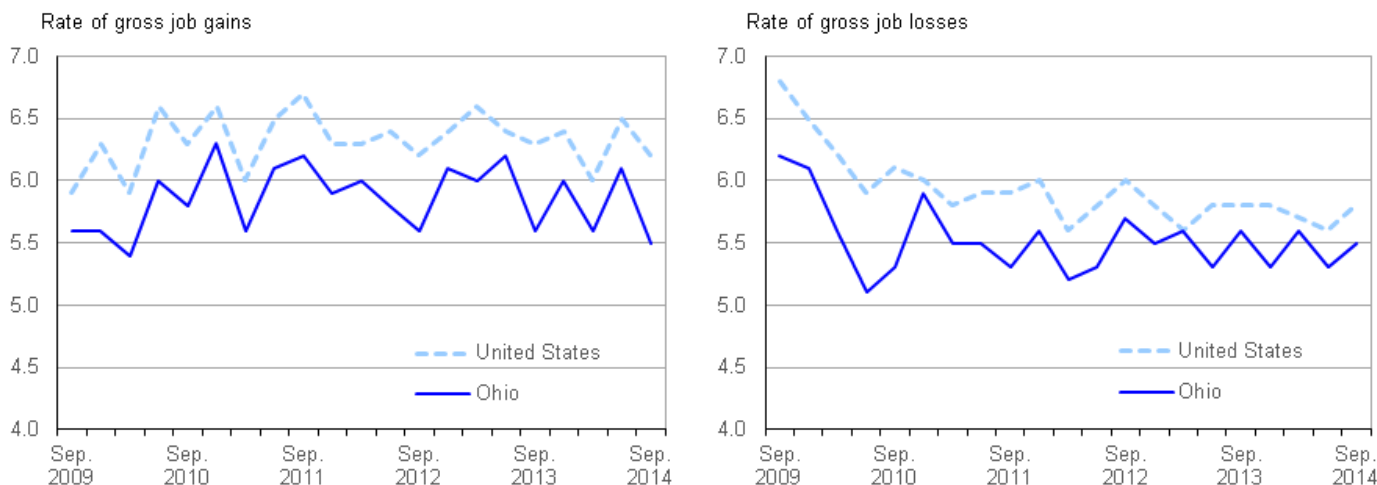 Rate of gross job gains
7.0
6.5
6.0
5.5
5.0
4.5
4.0
United States
Ohio
Sep. Sep. Sep. Sep. Sep. Sep.
2009 2010 2011 2012 2013 2014
Rate of gross job losses
7.0
6.5
6.0
5.5
5.0
4.5
4.0
United States
Ohio
Sep. Sep. Sep. Sep. Sep. Sep.
2009 2010 2011 2012 2013 2014